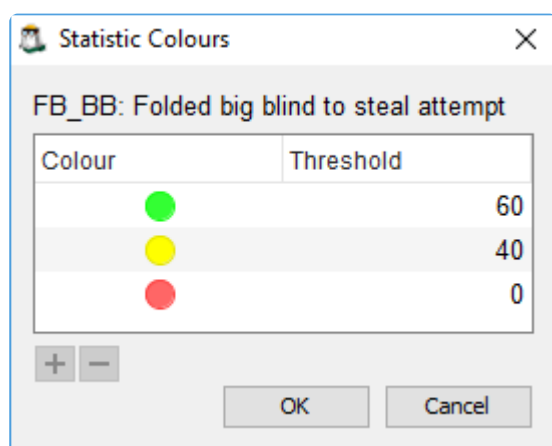 Statistic Colours
FB_BB: Folded big blind to steal attempt
Colour Threshold
60
40
0
+ −
OK Cancel